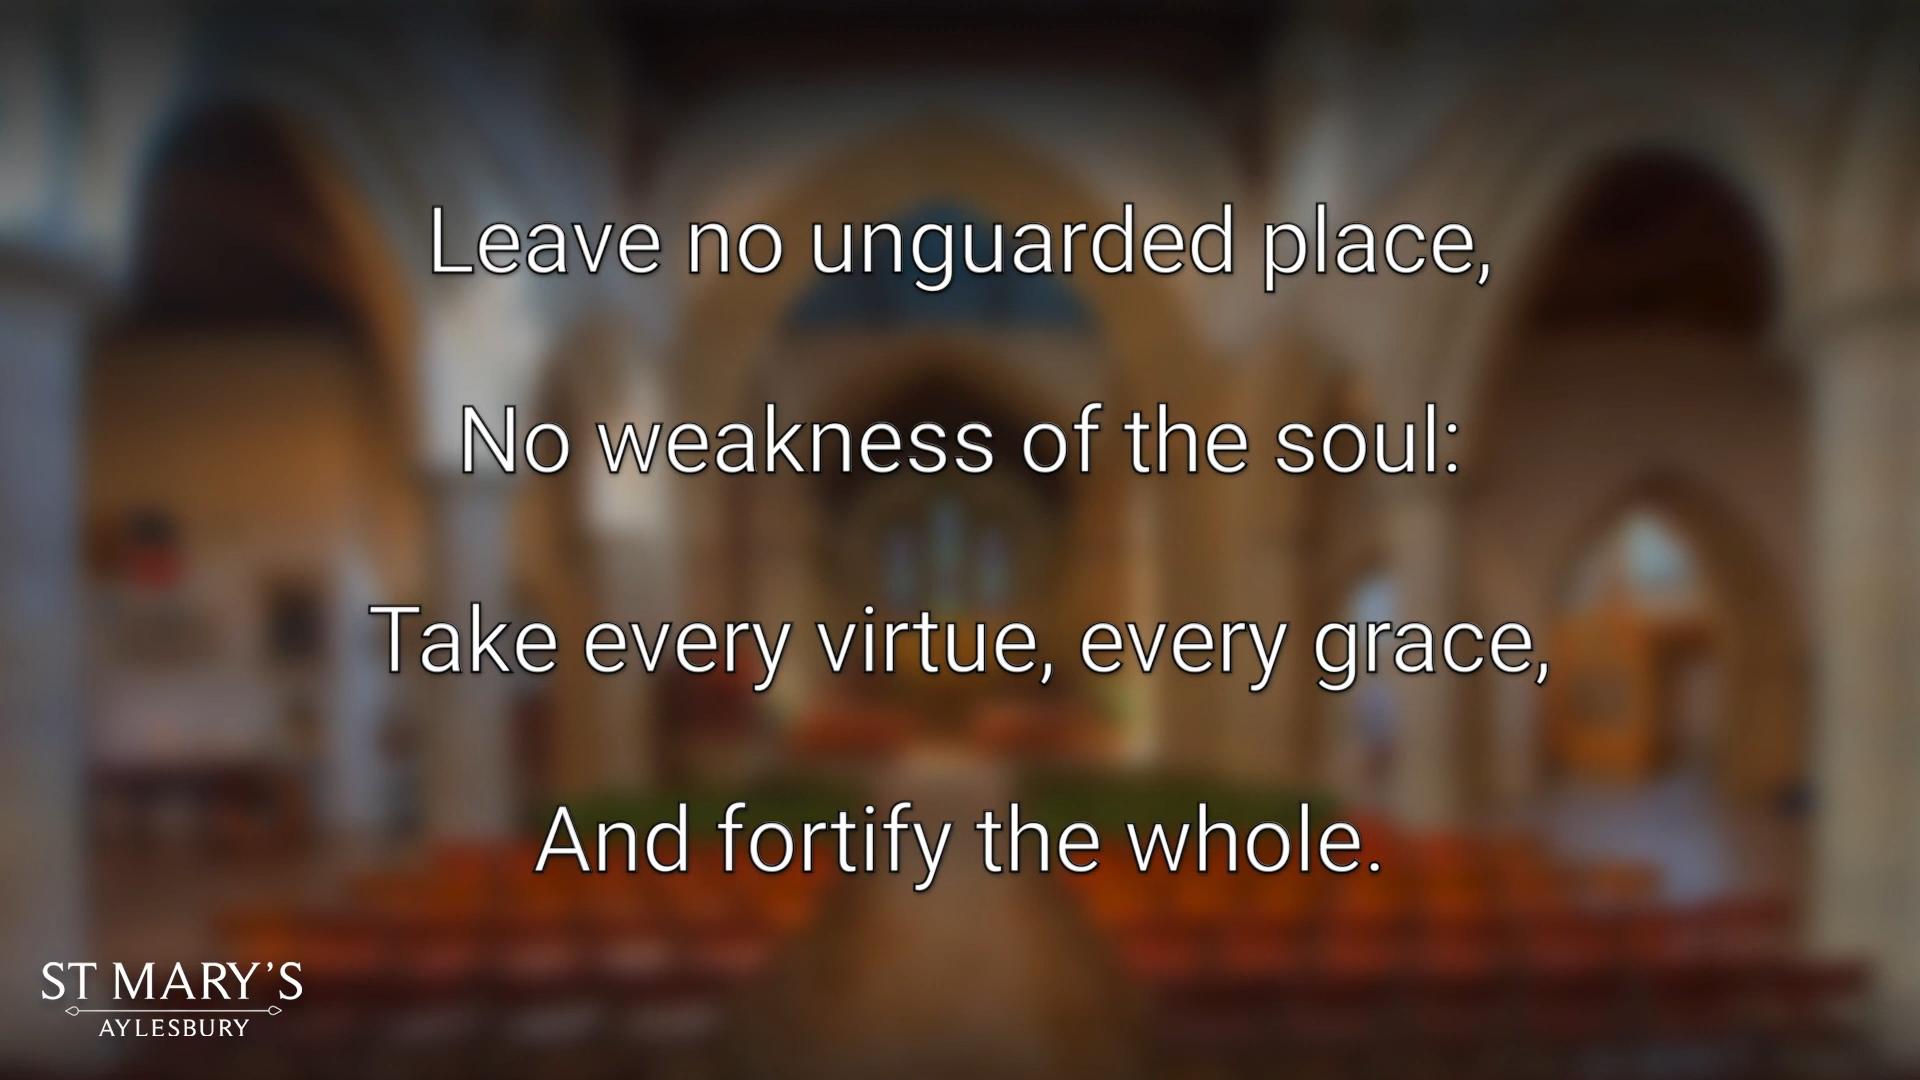 Leave no unguarded place,
No weakness of the soul:
Take every virtue, every grace,
And fortify the whole.
ST MARY'S
AYLESBURY